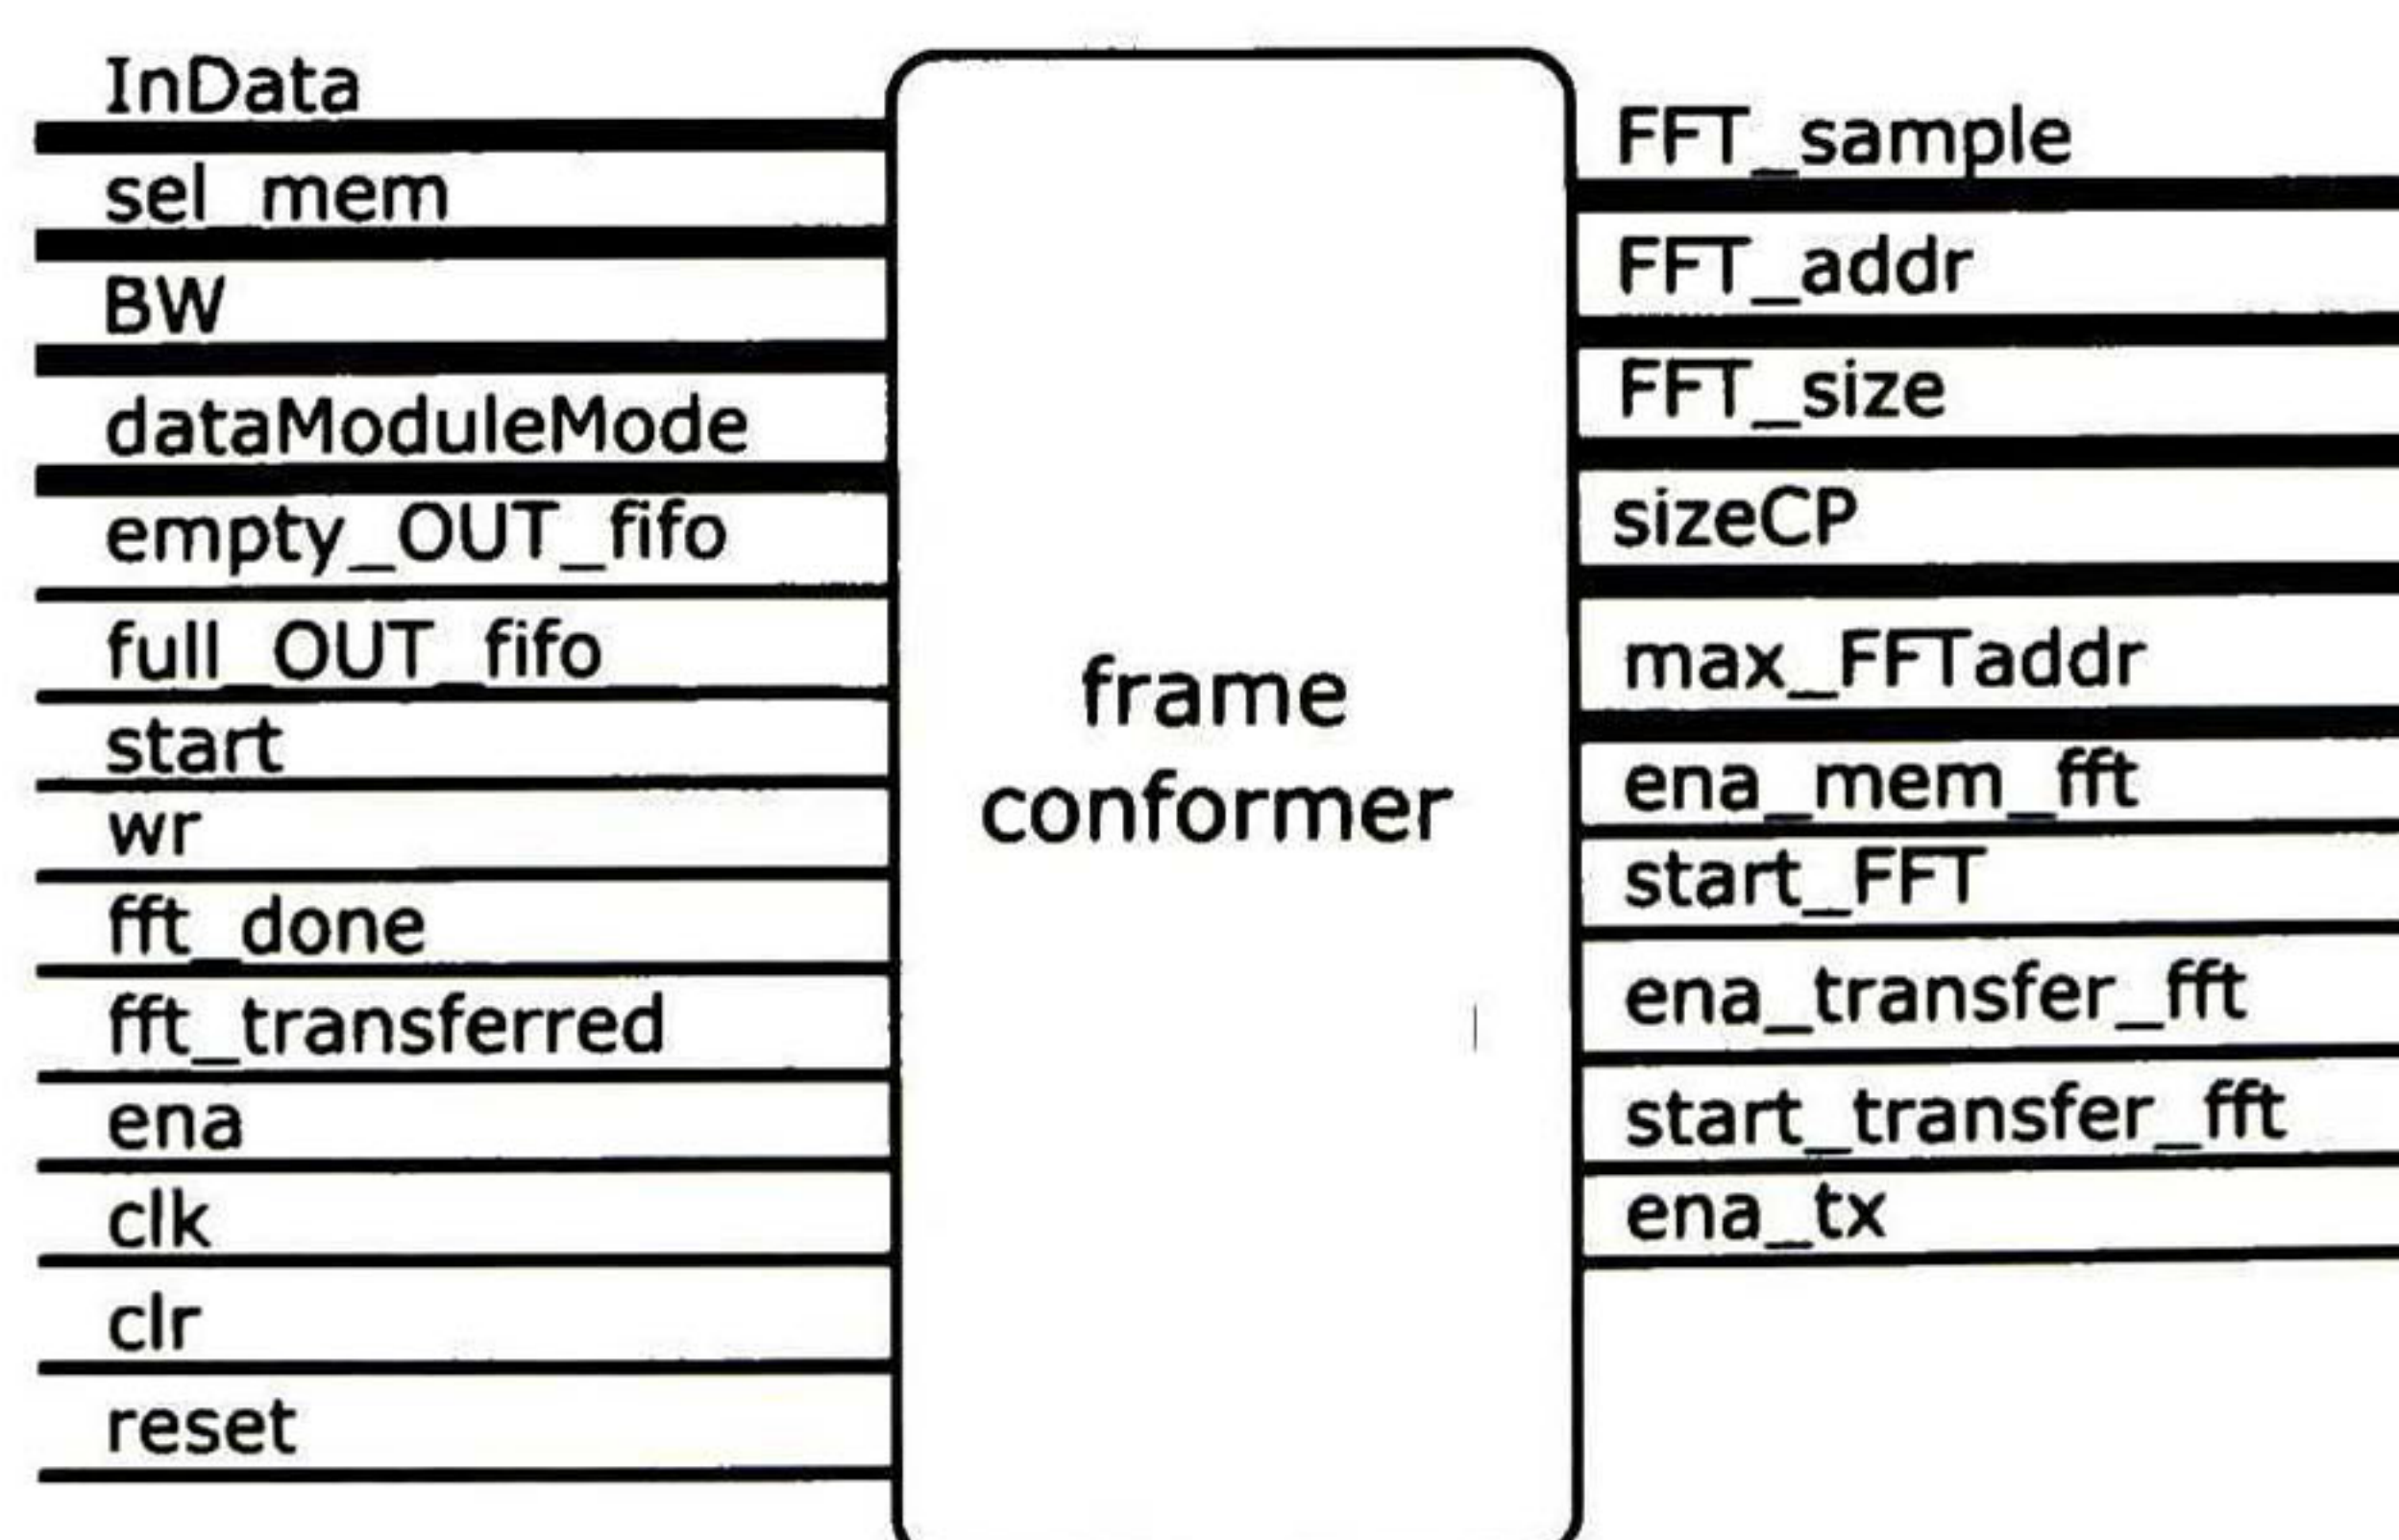 InData
sel_mem
BW
dataModuleMode
empty_OUT_fifo
full_OUT_fifo
start
wr
fft_done
fft_transferred
ena
clk
clr
reset
frame
conformer
FFT_sample
FFT_addr
FFT_size
sizeCP
max_FFTaddr
ena_mem_fft
start_FFT
ena_transfer_fft
start_transfer_fft
ena_tx